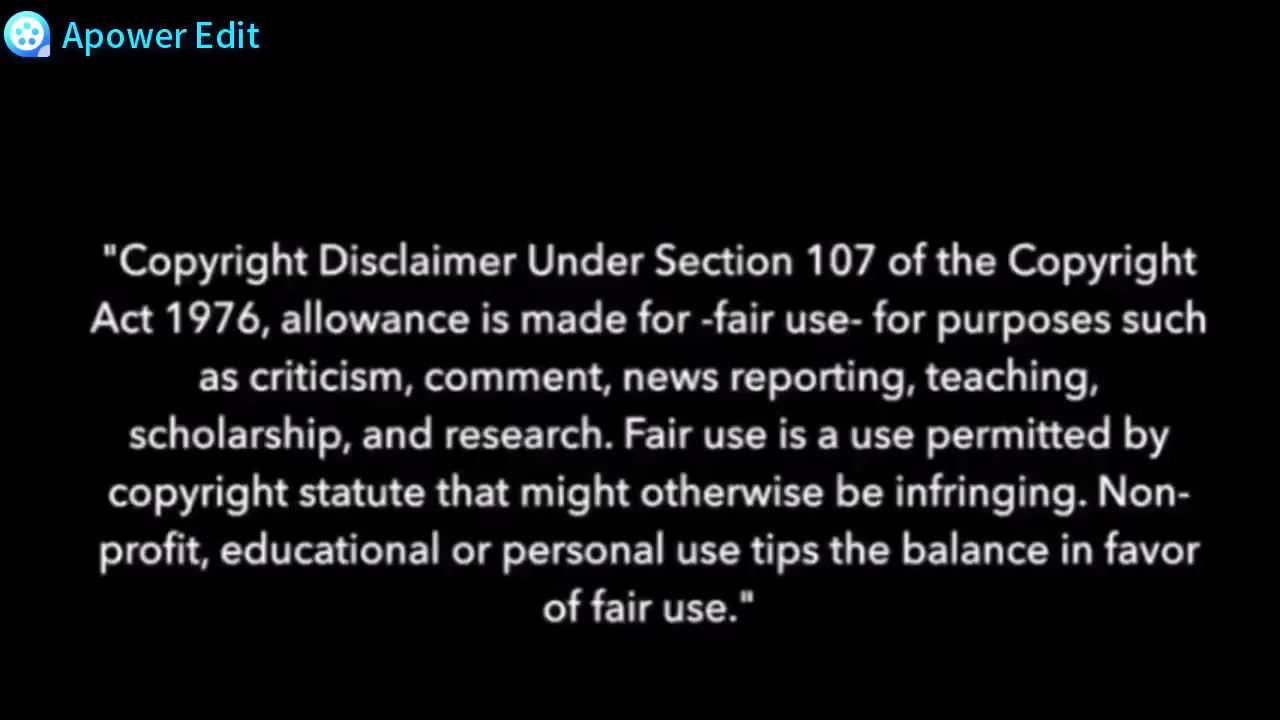 Apower Edit
"Copyright Disclaimer Under Section 107 of the Copyright
Act 1976, allowance is made for -fair use- for purposes such
as criticism, comment, news reporting, teaching,
scholarship, and research. Fair use is a use permitted by
copyright statute that might otherwise be infringing. Non-
profit, educational or personal use tips the balance in favor
of fair use."